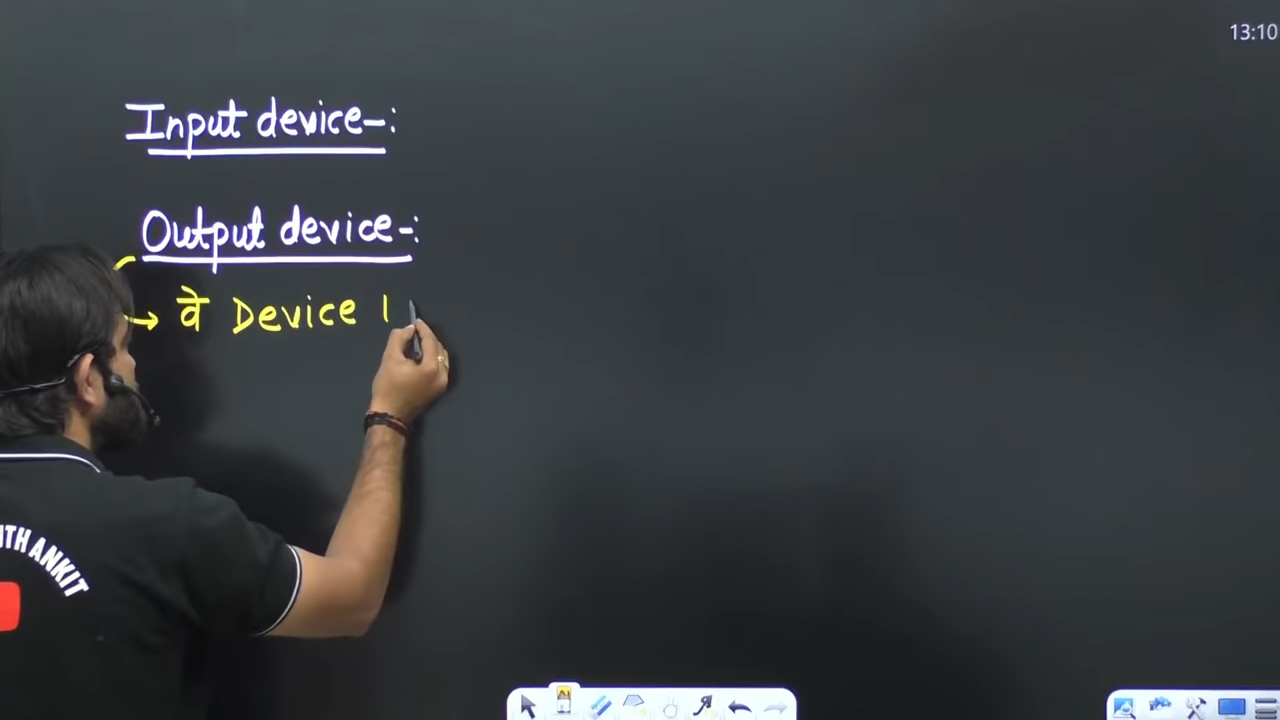 13:10
Input device-:
Output device-:
→ वे Device
ITH ANKIT